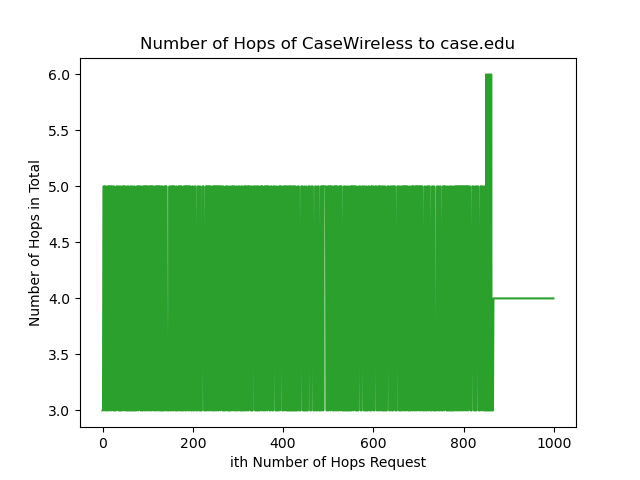 Number of Hops of CaseWireless to case.edu
6.0
5.5
5.0
4.5
4.0
3.5
3.0
Number of Hops in Total
0 200 400 600 800 1000
ith Number of Hops Request